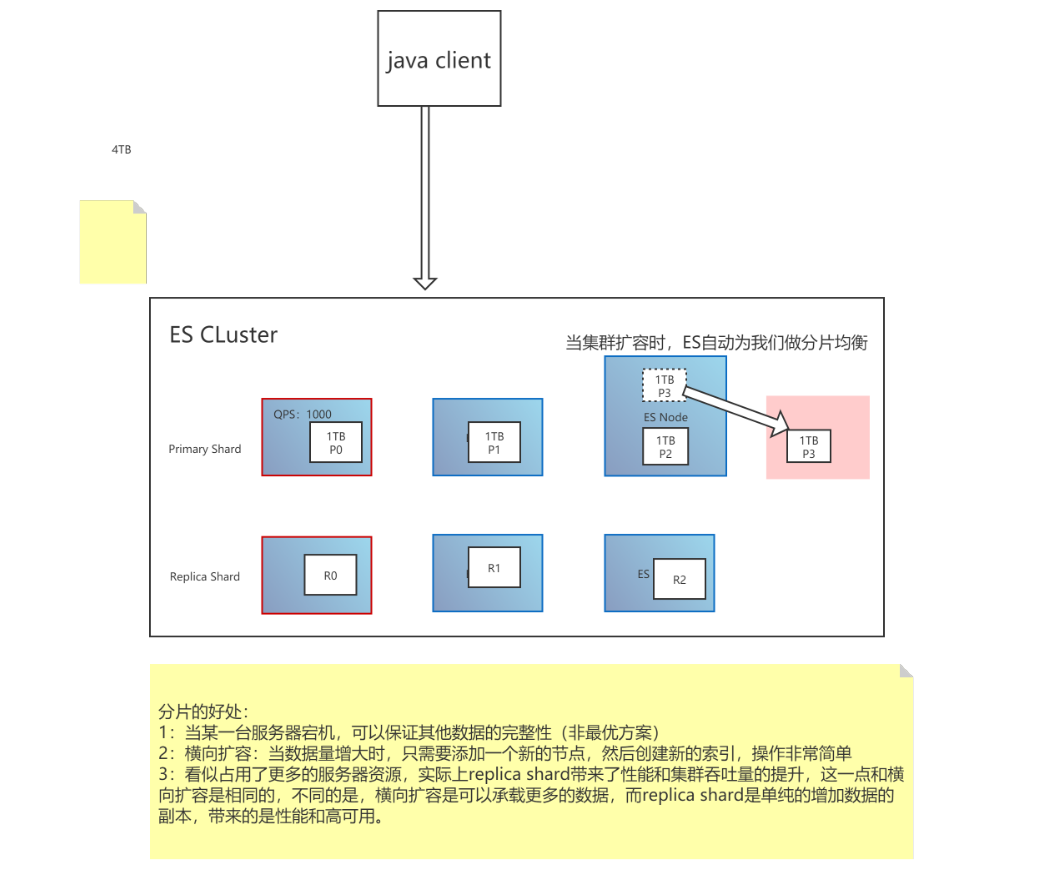 java client
4TB
ES CLuster
当集群扩容时，ES自动为我们做分片均衡
1TB
P3
QPS：1000
ES Node
1TB
P0
1TB
P1
1TB
P2
1TB
P3
Primary Shard
R0
R1
ES
R2
Replica Shard
分片的好处：
1：当某一台服务器宕机，可以保证其他数据的完整性（非最优方案）
2：横向扩容：当数据量增大时，只需要添加一个新的节点，然后创建新的索引，操作非常简单
3：看似占用了更多的服务器资源，实际上replica shard带来了性能和集群吞吐量的提升，这一点和横
向扩容是相同的，不同的是，横向扩容是可以承载更多的数据，而replica shard是单纯的增加数据的
副本，带来的是性能和高可用。